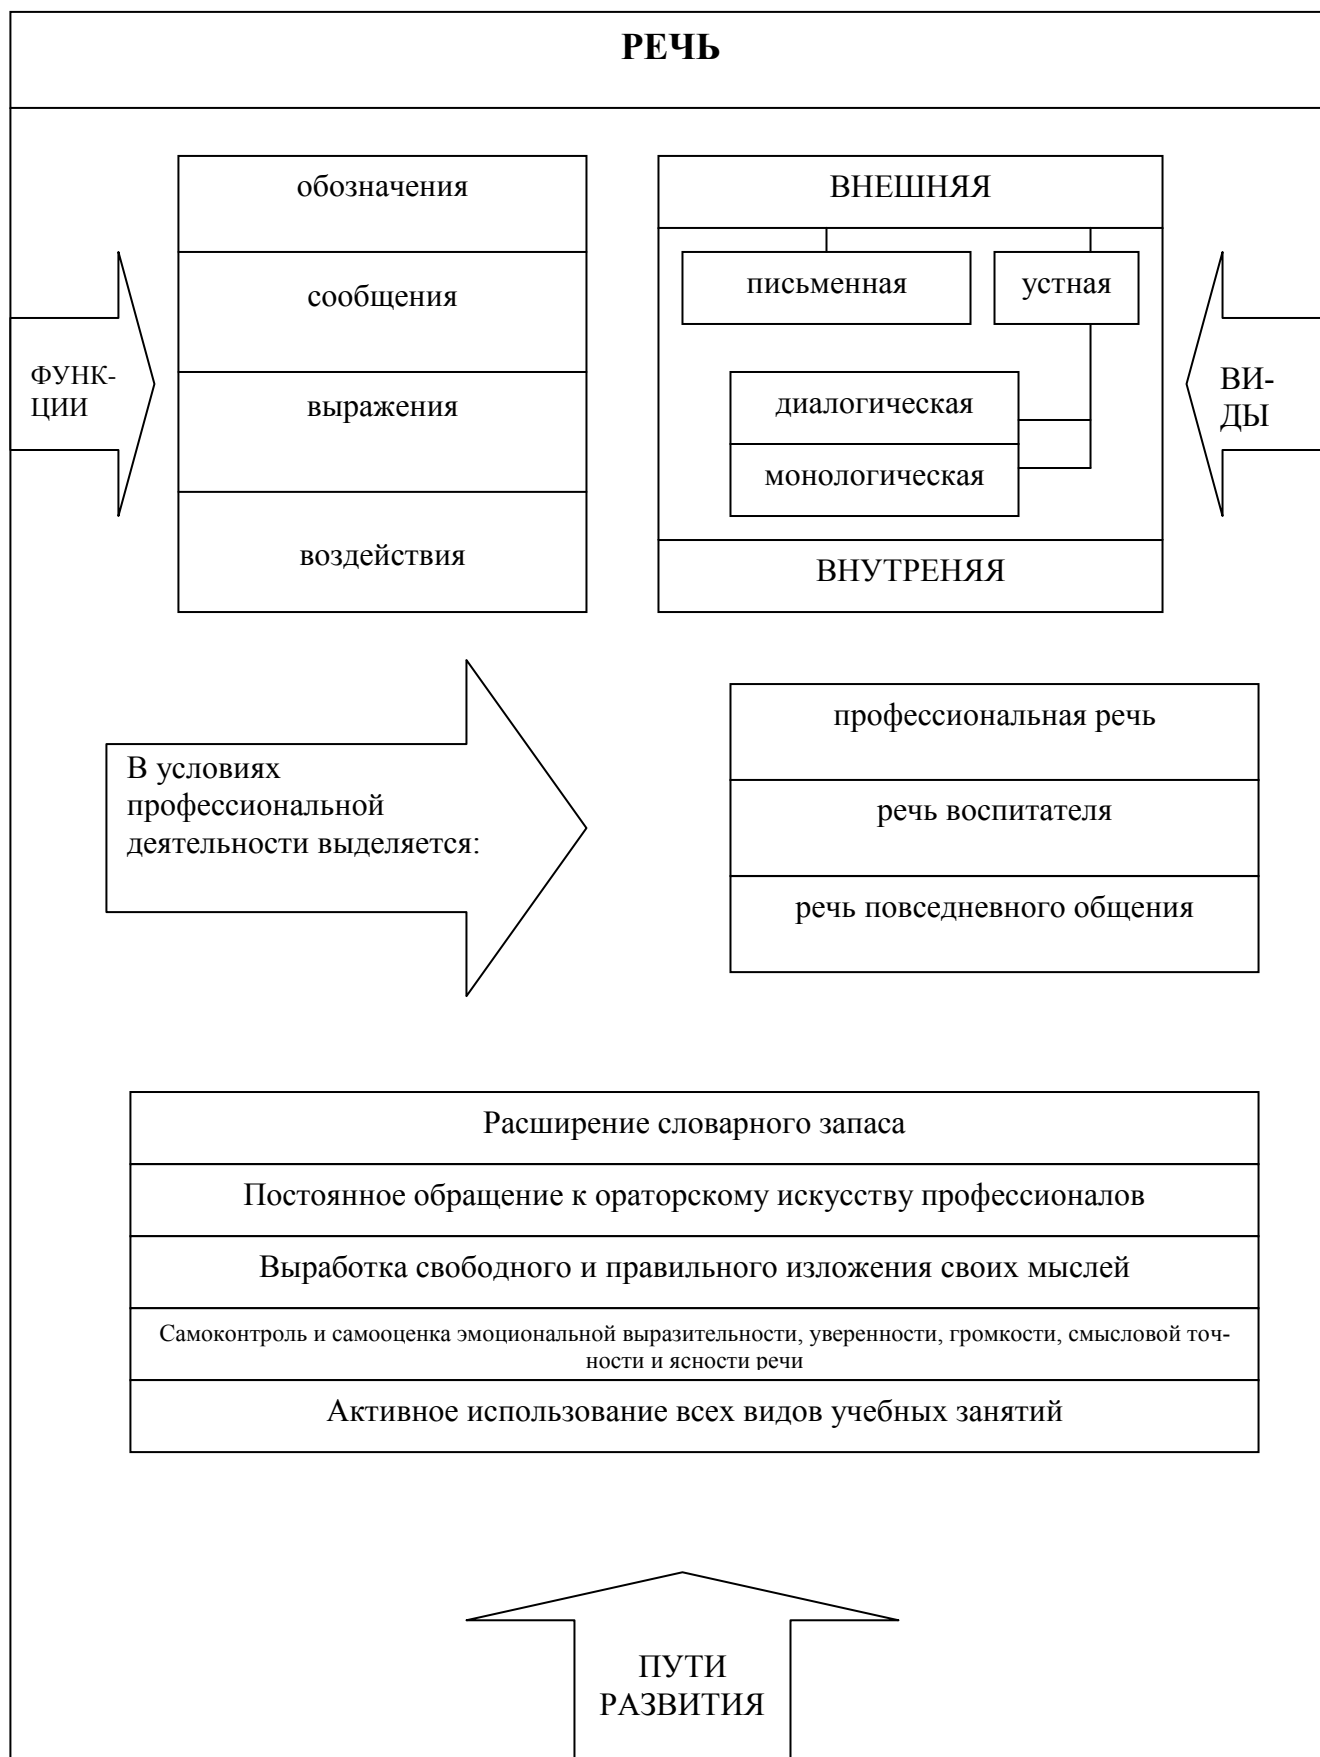 РЕЧЬ
ФУНК-
ЦИИ
обозначения
сообщения
выражения
воздействия
ВНЕШНЯЯ
письменная
устная
диалогическая
монологическая
ВНУТРЕНЯЯ
ВИ-
ДЫ
В условиях
профессиональной
деятельности выделяется:
профессиональная речь
речь воспитателя
речь повседневного общения
Расширение словарного запаса
Постоянное обращение к ораторскому искусству профессионалов
Выработка свободного и правильного изложения своих мыслей
Самоконтроль и самооценка эмоциональной выразительности, уверенности, громкости, смысловой точ-
ности и ясности речи
Активное использование всех видов учебных занятий
ПУТИ
РАЗВИТИЯ